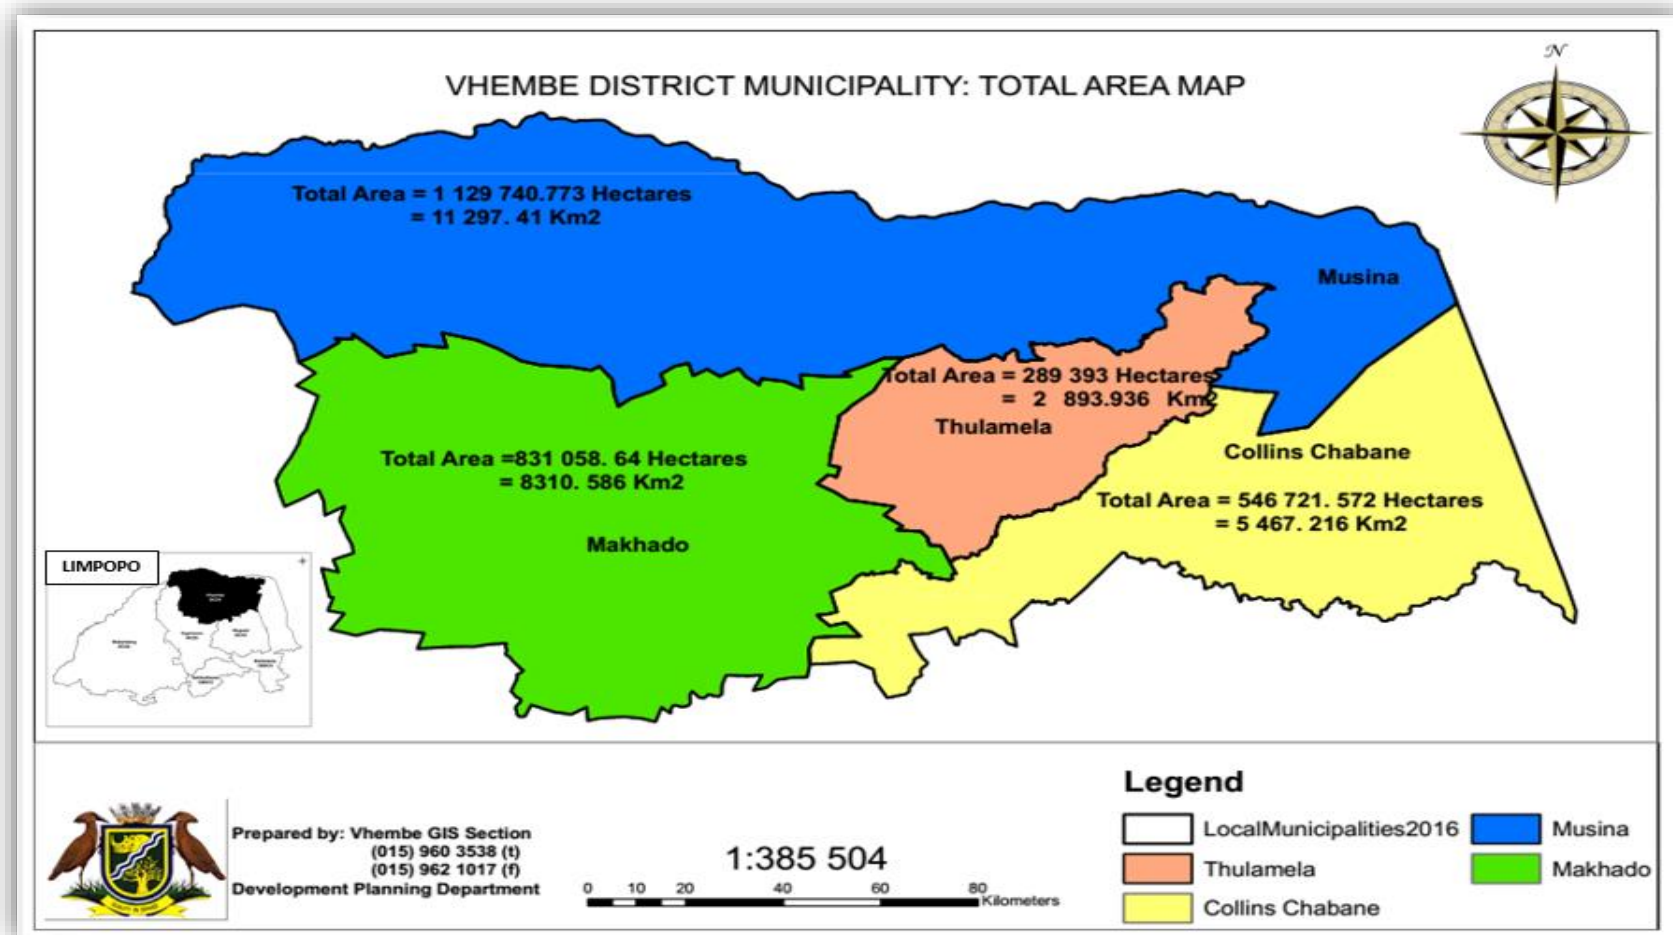 VHEMBE DISTRICT MUNICIPALITY: TOTAL AREA MAP
N
Total Area = 1 129 740.773 Hectares
= 11 297. 41 Km2
Musina
Total Area = 289 393 Hectares
= 2 893.936 Km2
Thulamela
Collins Chabane
Total Area =831 058. 64 Hectares
= 8310. 586 Km2
Total Area = 546 721. 572 Hectares
= 5 467. 216 Km2
Makhado
LIMPOPO
Prepared by: Vhembe GIS Section
(015) 960 3538 (t)
(015) 962 1017 (f)
Development Planning Department
1:385 504
0 10 20 40 60 80
Kilometers
Legend
LocalMunicipalities2016
Musina
Thulamela
Makhado
Collins Chabane